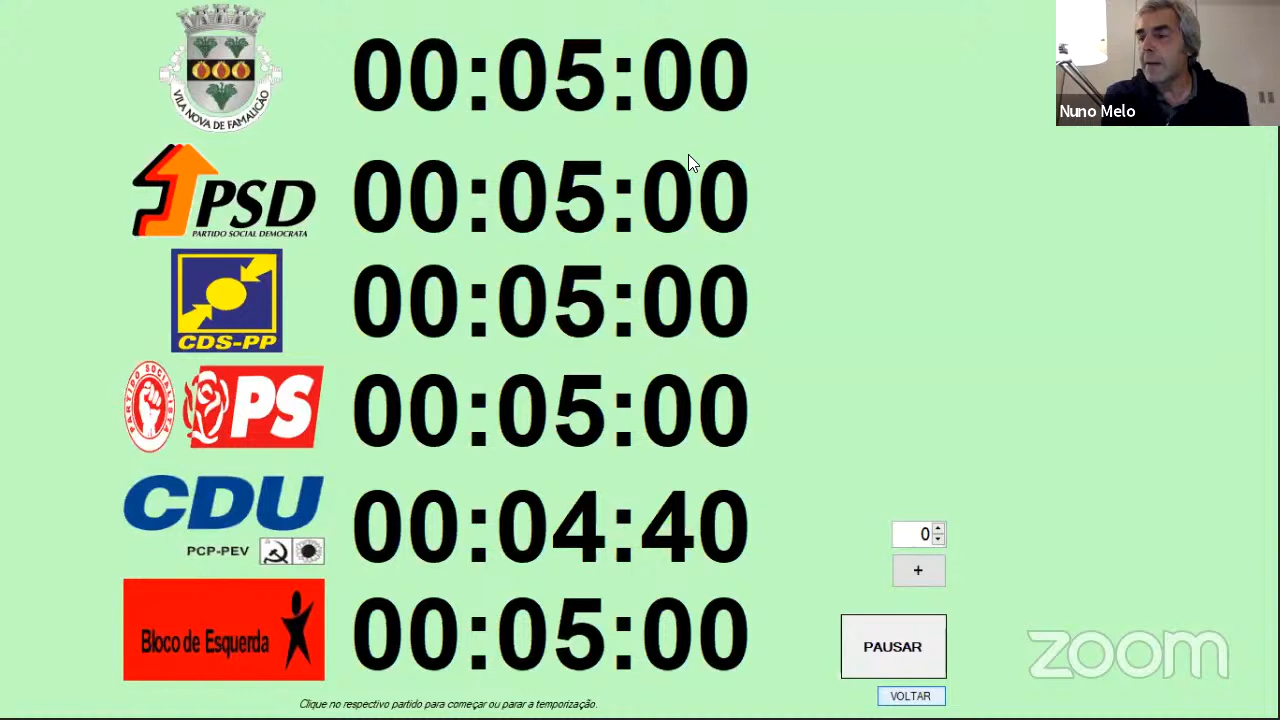 VILA NOVA DE FAMALICÃO
00:05:00
Nuno Melo
PSD
PARTIDO SOCIAL DEMOCRATA
00:05:00
CDS-PP
00:05:00
PARTIDO SOCIALISTA
PS
00:05:00
CDU
PCP-PEV
00:04:40
0
+
Bloco de Esquerda
00:05:00
PAUSAR
VOLTAR
zoom
Clique no respectivo partido para começar ou parar a temporização.